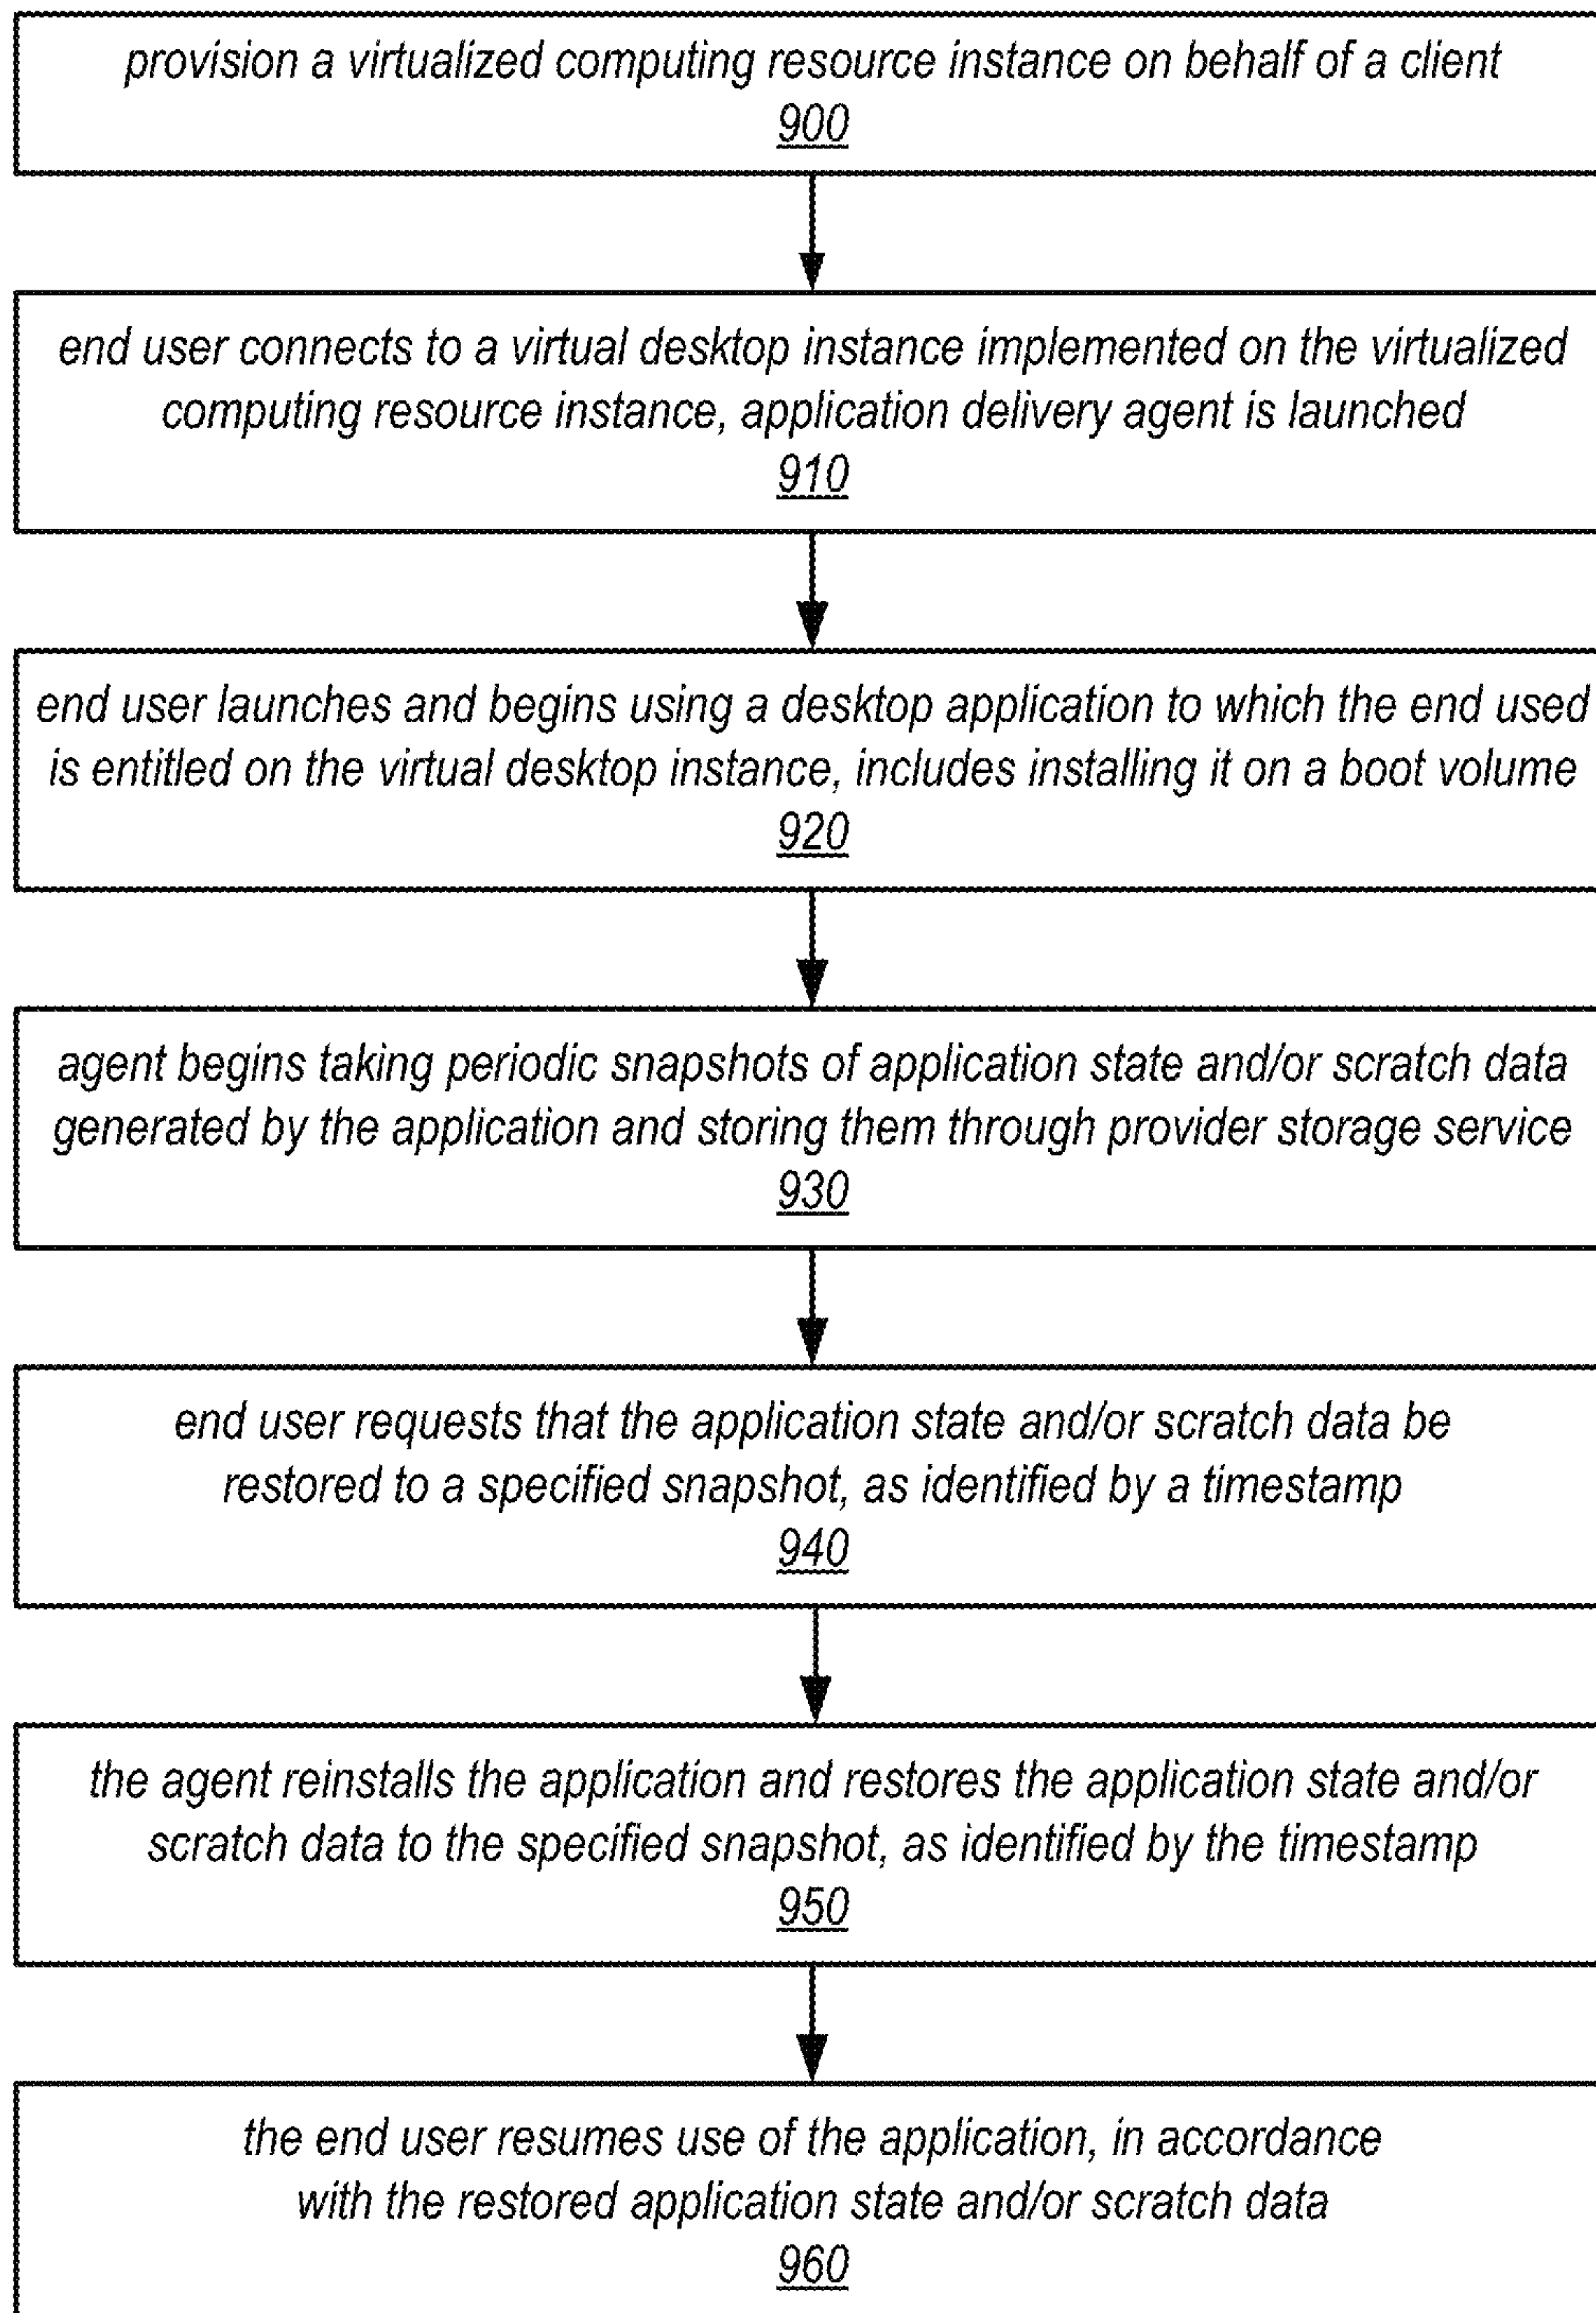 provision a virtualized computing resource instance on behalf of a client
900
end user connects to a virtual desktop instance implemented on the virtualized
computing resource instance, application delivery agent is launched
910
end user launches and begins using a desktop application to which the end used
is entitled on the virtual desktop instance, includes installing it on a boot volume
920
agent begins taking periodic snapshots of application state and/or scratch data
generated by the application and storing them through provider storage service
930
end user requests that the application state and/or scratch data be
restored to a specified snapshot, as identified by a timestamp
940
the agent reinstalls the application and restores the application state and/or
scratch data to the specified snapshot, as identified by the timestamp
950
the end user resumes use of the application, in accordance
with the restored application state and/or scratch data
960